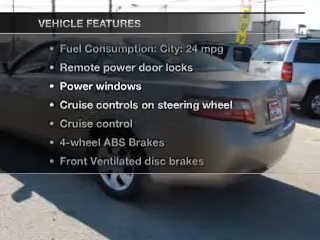 VEHICLE FEATURES
• Fuel Consumption: City: 24 mpg
• Remote power door locks
• Power windows
• Cruise controls on steering wheel
• Cruise control
• 4-wheel ABS Brakes
• Front Ventilated disc brakes